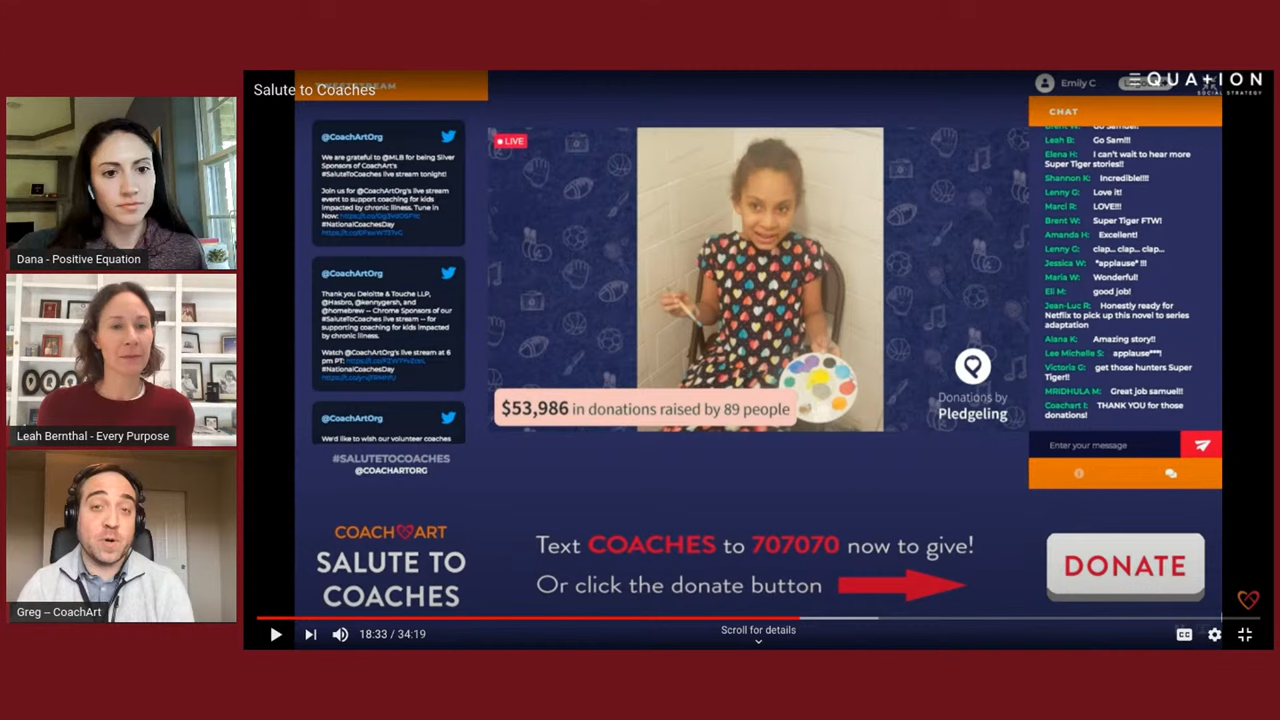 Dana - Positive Equation
Leah Bernthal - Every Purpose
Greg – CoachArt
Salute to Coaches
@CoachArtOrg
We are grateful to @MLB for being Silver
Sponsors of CoachArt's
#SaluteToCoaches live stream tonight!
Join us for @CoachArtOrg's live stream
event to support coaching for kids
impacted by chronic illness. Tune in
Now:
#NationalCoachesDay
@CoachArtOrg
Thank you Deloitte & Touche LLP,
@Hasbro, @kennygersh, and
@homebrew – Chrome Sponsors of our
#SaluteToCoaches live stream – for
supporting coaching for kids impacted
by chronic illness.
Watch @CoachArtOrg's live stream at 6
pm PT:
#NationalCoachesDay
@CoachArtOrg
We'd like to wish our volunteer coaches
#SALUTETOCOACHES
@COACHARTORG
LIVE
$53,986 in donations raised by 89 people
Donations by
Pledgeling
Emily C
EQUATION
SOCIAL STRATEGY
CHAT
Brent W: Go Samuel!
Leah B: Go Sam!!!
Elena H: I can't wait to hear more
Super Tiger stories!!
Shannon K: Incredible!!!!
Lenny G: Love it!
Marci R: LOVE!!!
Brent W: Super Tiger FTW!
Amanda H: Excellent!
Lenny G: clap... clap... clap...
Jessica W: *applause* !!!
Maria W: Wonderful!
Eli M: good job!
Jean-Luc R: Honestly ready for
Netflix to pick up this novel to series
adaptation
Alana K: Amazing story!!
Lee Michelle S: applause***!
Victoria G: get those hunters Super
Tiger!!
MRIDHULA M: Great job samuel!!
Coachart I: THANK YOU for those
donations!
Enter your message
COACH ART
SALUTE TO
COACHES
Text COACHES to 707070 now to give!
Or click the donate button
DONATE
18:33 / 34:19
Scroll for details
CC